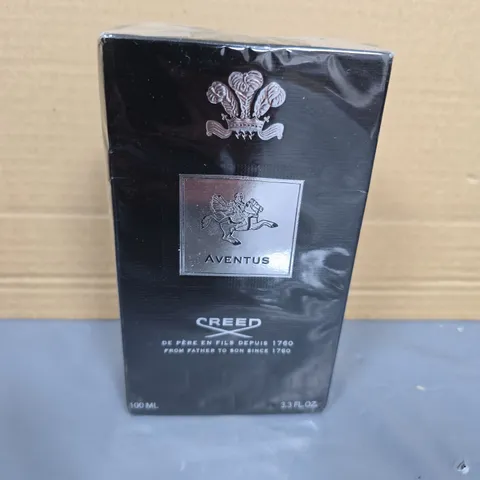 AVENTUS
CREED
DE PÈRE EN FILS DEPUIS 1760
FROM FATHER TO SON SINCE 1760
100 ML 3.3 FL.OZ.